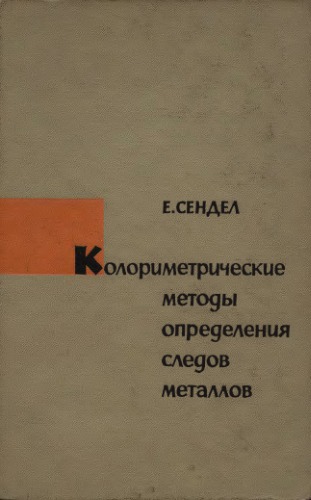 Е. СЕНДЕЛ
Колориметрические
методы
определения
следов
металлов